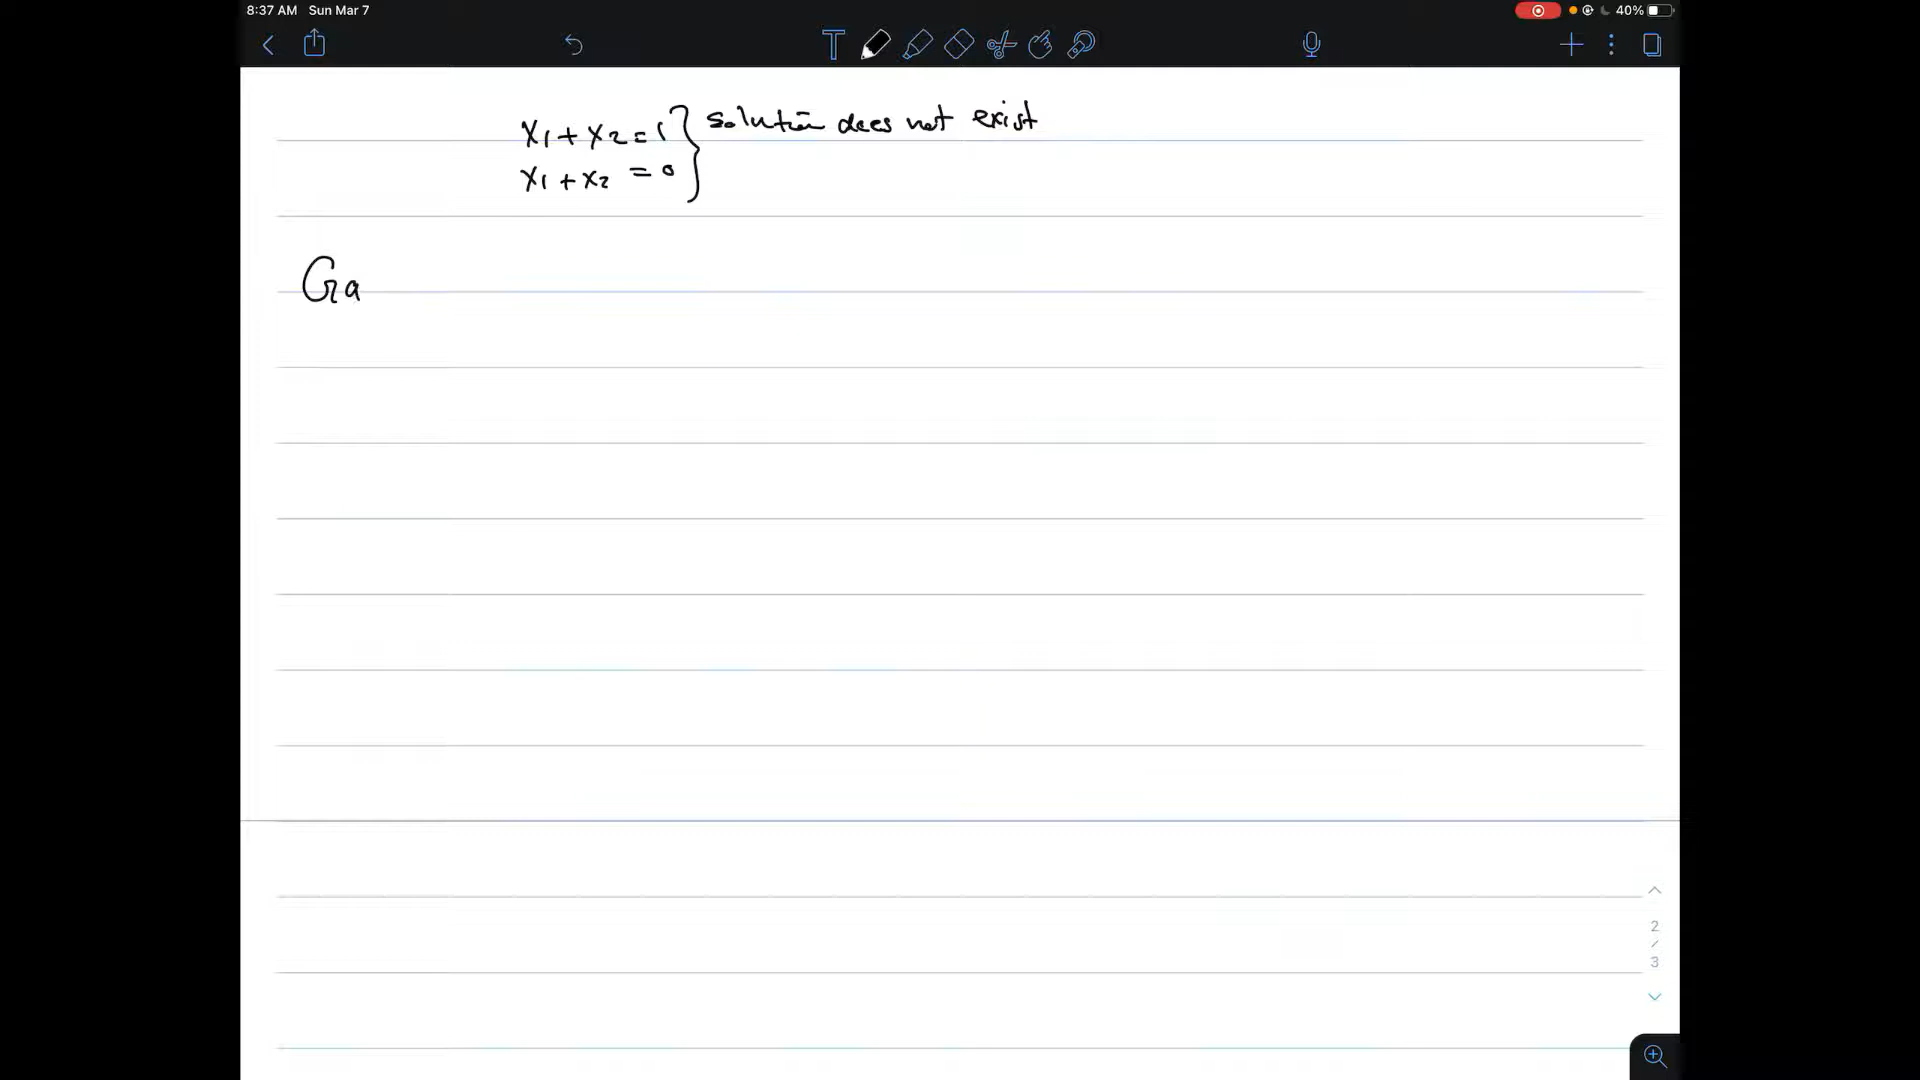 8:37 AM Sun Mar 7
40%
x1 + x2 = 1 } solution does not exist
x1 + x2 = 0
Ga
2
/
3